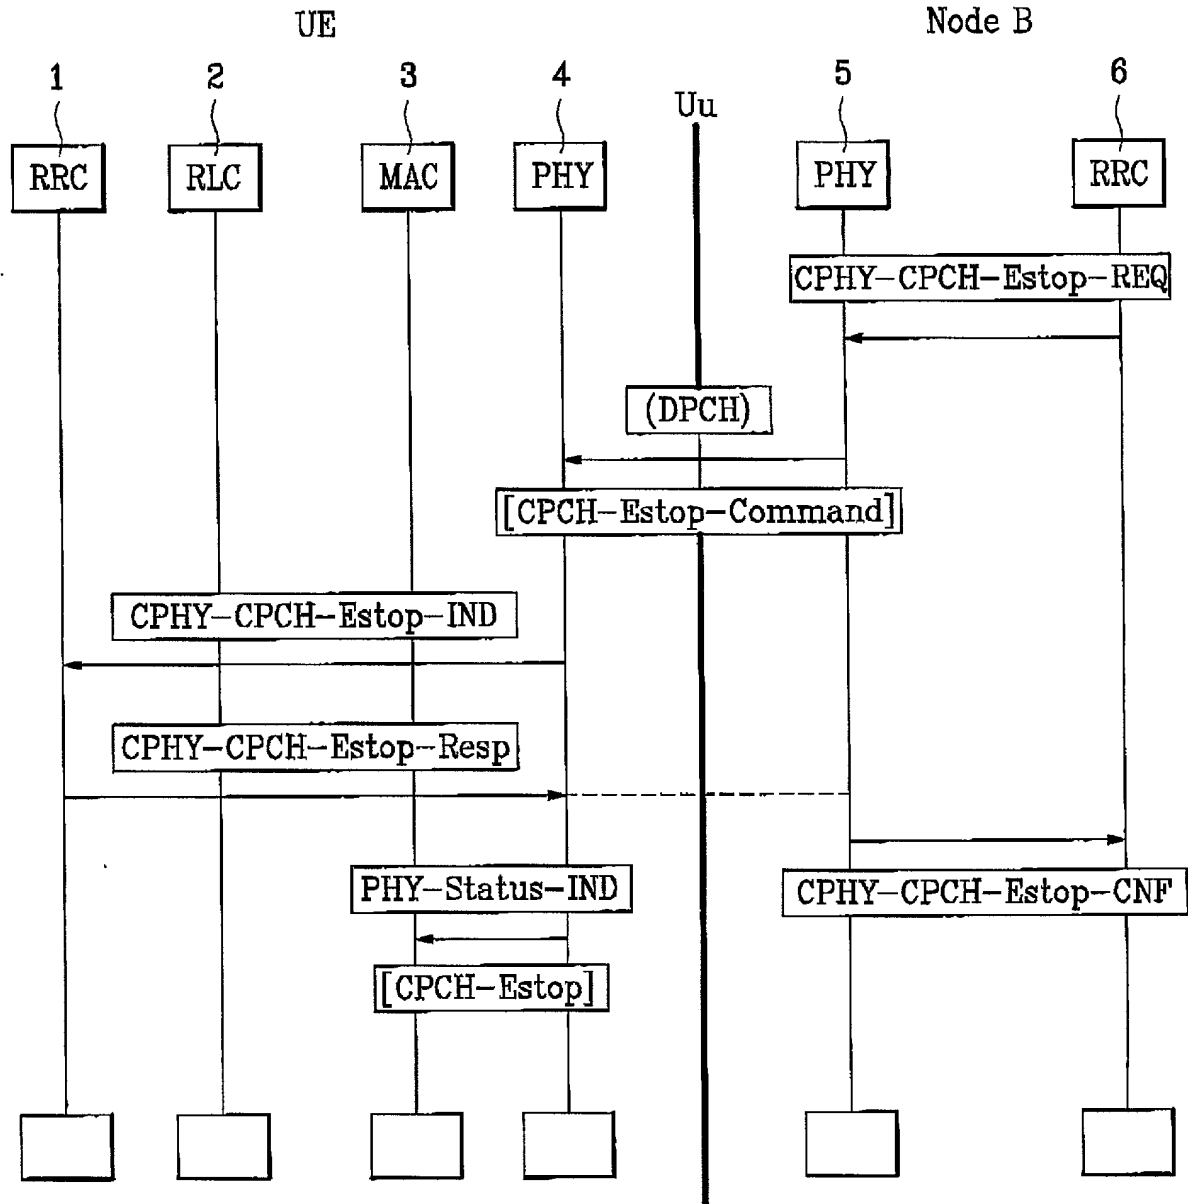 UE
Node B
1
2
3
4
5
6
Uu
RRC
RLC
MAC
PHY
PHY
RRC
CPHY-CPCH-Estop-REQ
(DPCH)
[CPCH-Estop-Command]
CPHY-CPCH-Estop-IND
CPHY-CPCH-Estop-Resp
PHY-Status-IND
CPHY-CPCH-Estop-CNF
[CPCH-Estop]